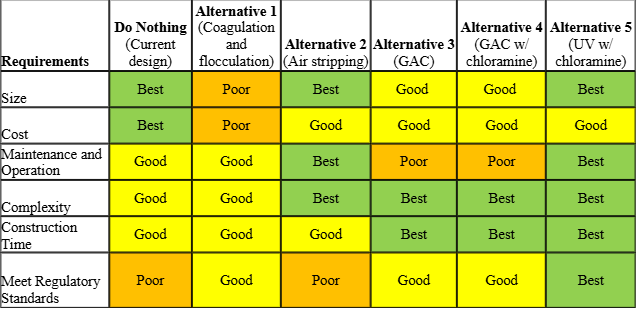 Requirements Do Nothing (Current design) Alternative 1 (Coagulation and flocculation) Alternative 2 (Air stripping) Alternative 3 (GAC) Alternative 4 (GAC w/ chloramine) Alternative 5 (UV w/ chloramine)
Size Best Poor Best Good Good Best
Cost Best Poor Good Good Good Good
Maintenance and Operation Good Good Best Poor Poor Best
Complexity Good Good Best Best Best Best
Construction Time Good Good Good Best Best Best
Meet Regulatory Standards Poor Good Poor Good Good Best